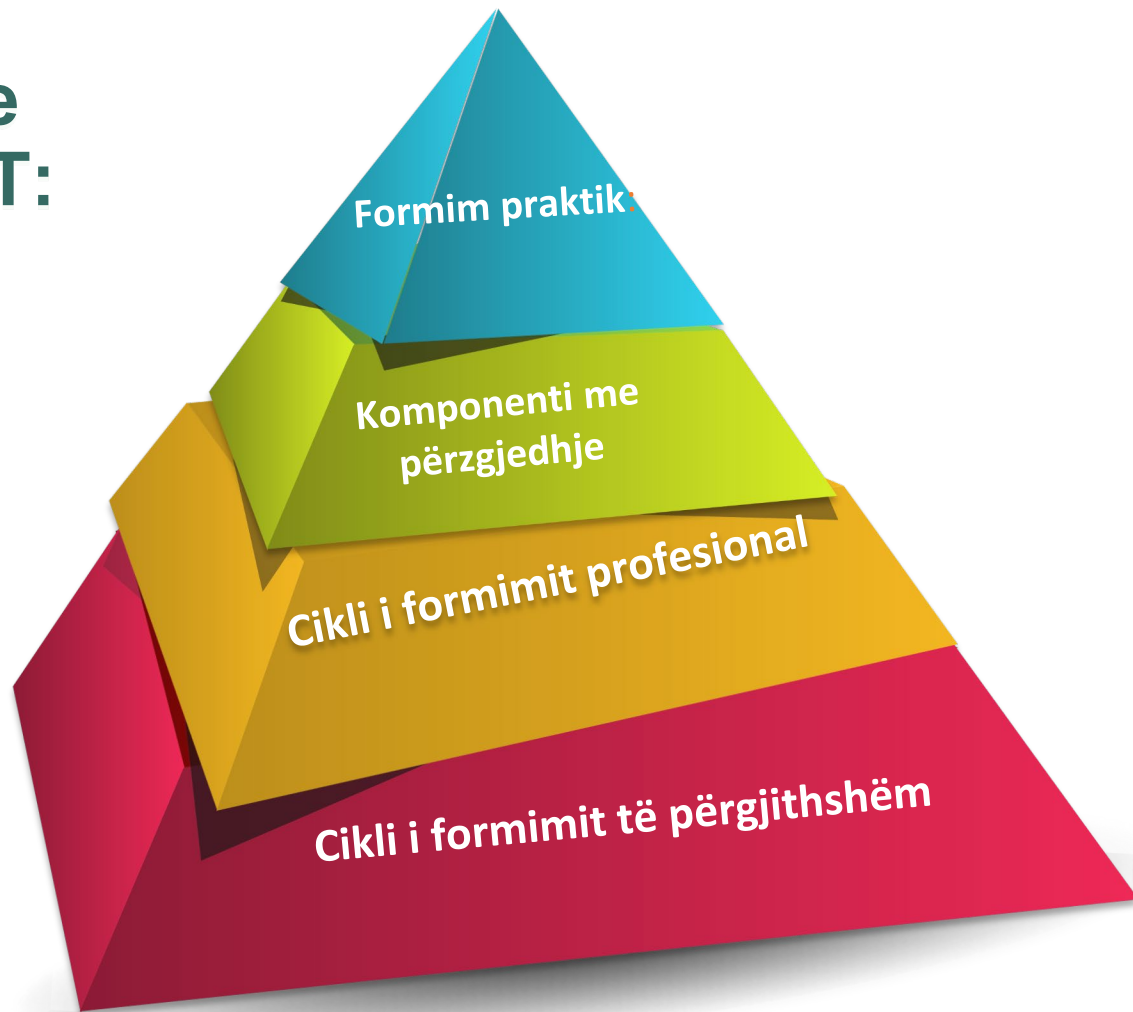 e
T:
Formim praktik:
Komponenti me
përzgjedhje
Cikli i formimit profesional
Cikli i formimit të përgjithshëm